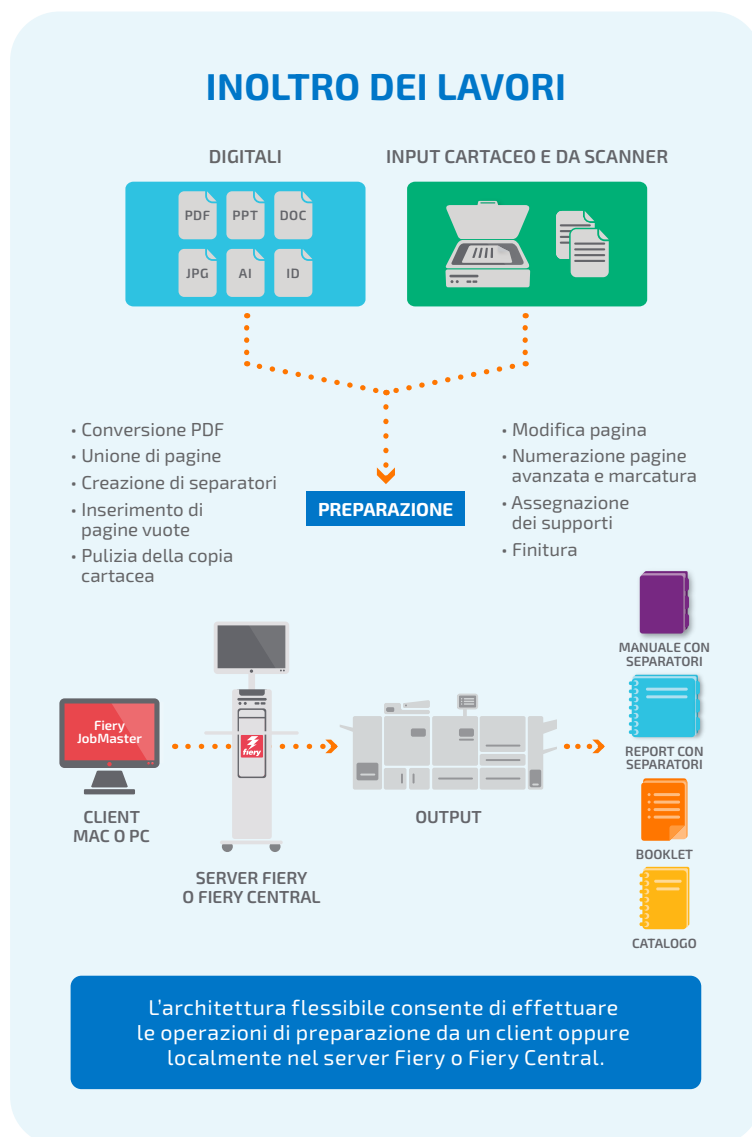 INOLTRO DEI LAVORI
DIGITALI
INPUT CARTACEO E DA SCANNER
PDF
PPT
DOC
JPG
AI
ID
• Conversione PDF
• Unione di pagine
• Creazione di separatori
• Inserimento di
pagine vuote
• Pulizia della copia
cartacea
PREPARAZIONE
• Modifica pagina
• Numerazione pagine
avanzata e marcatura
• Assegnazione
dei supporti
• Finitura
Fiery
JobMaster
CLIENT
MAC O PC
fiery
SERVER FIERY
O FIERY CENTRAL
OUTPUT
MANUALE CON
SEPARATORI
REPORT CON
SEPARATORI
BOOKLET
CATALOGO
L’architettura flessibile consente di effettuare
le operazioni di preparazione da un client oppure
localmente nel server Fiery o Fiery Central.